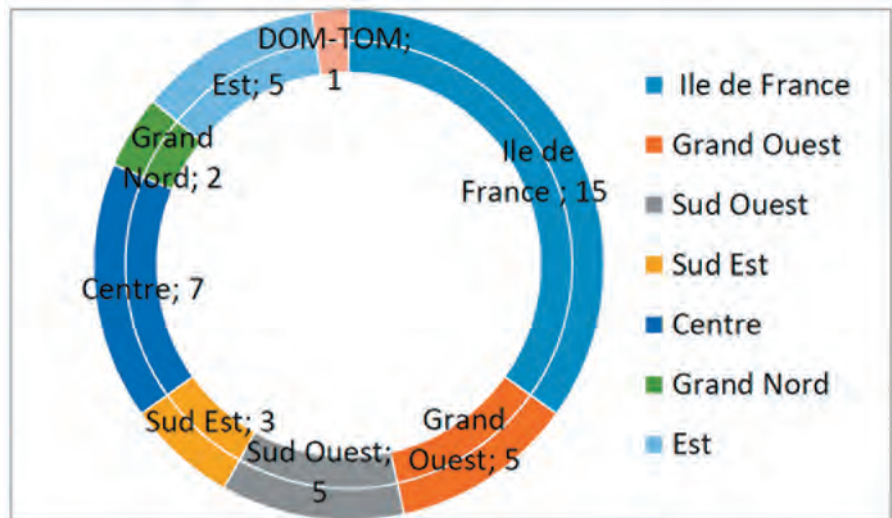 DOM-TOM;
1
Est; 5
Grand
Nord; 2
Ile de
France ; 15
Centre; 7
Sud Est; 3
Sud Ouest;
5
Grand
Ouest; 5
Ile de France
Grand Ouest
Sud Ouest
Sud Est
Centre
Grand Nord
Est